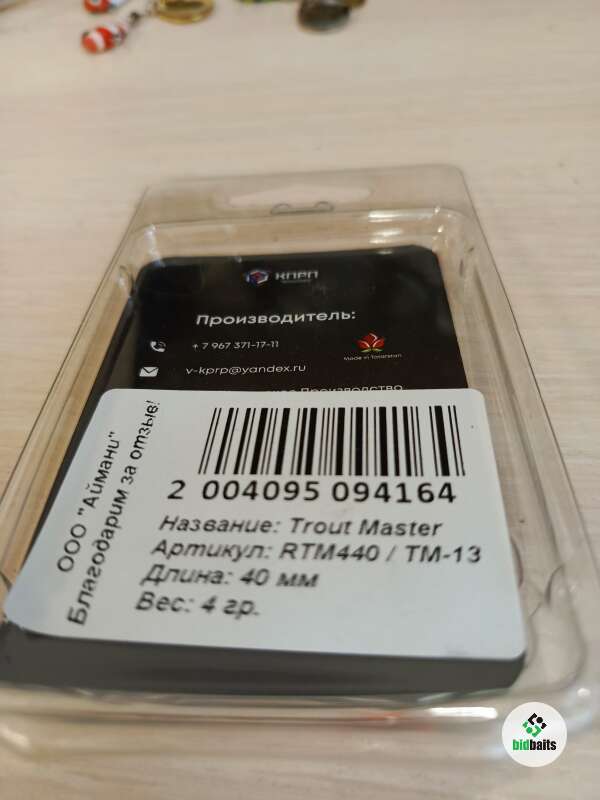 КПРП
Производитель:
+ 7 967 371-17-11
Made in Tatarstan
v-kprp@yandex.ru
Производство
ООО "Аймани"
Благодарим за отзыв!
2 004095 094164
Название: Trout Master
Артикул: RTM440 / TM-13
Длина: 40 мм
Вес: 4 гр.
bidbaits